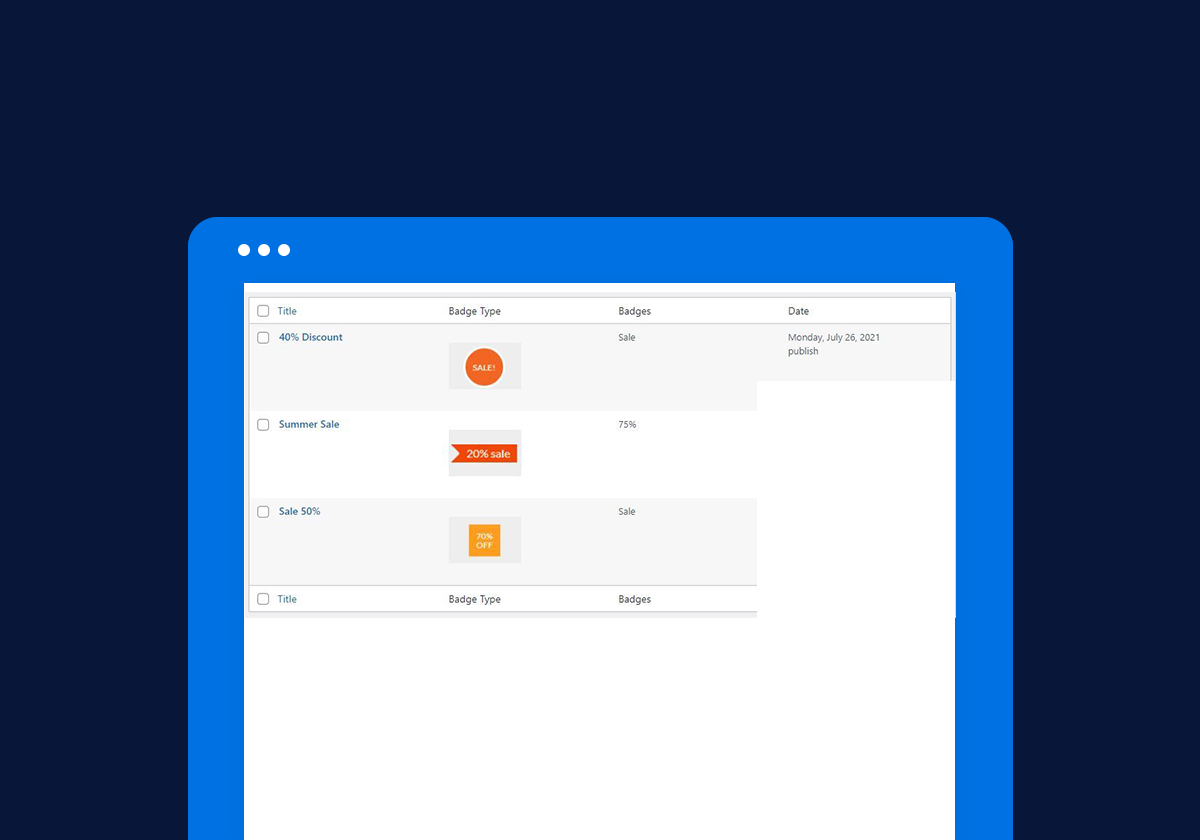 Title Badge Type Badges Date
40% Discount Sale Monday, July 26, 2021
publish
SALE!
Summer Sale 75%
20% sale
Sale 50% Sale
70%
OFF
Title Badge Type Badges